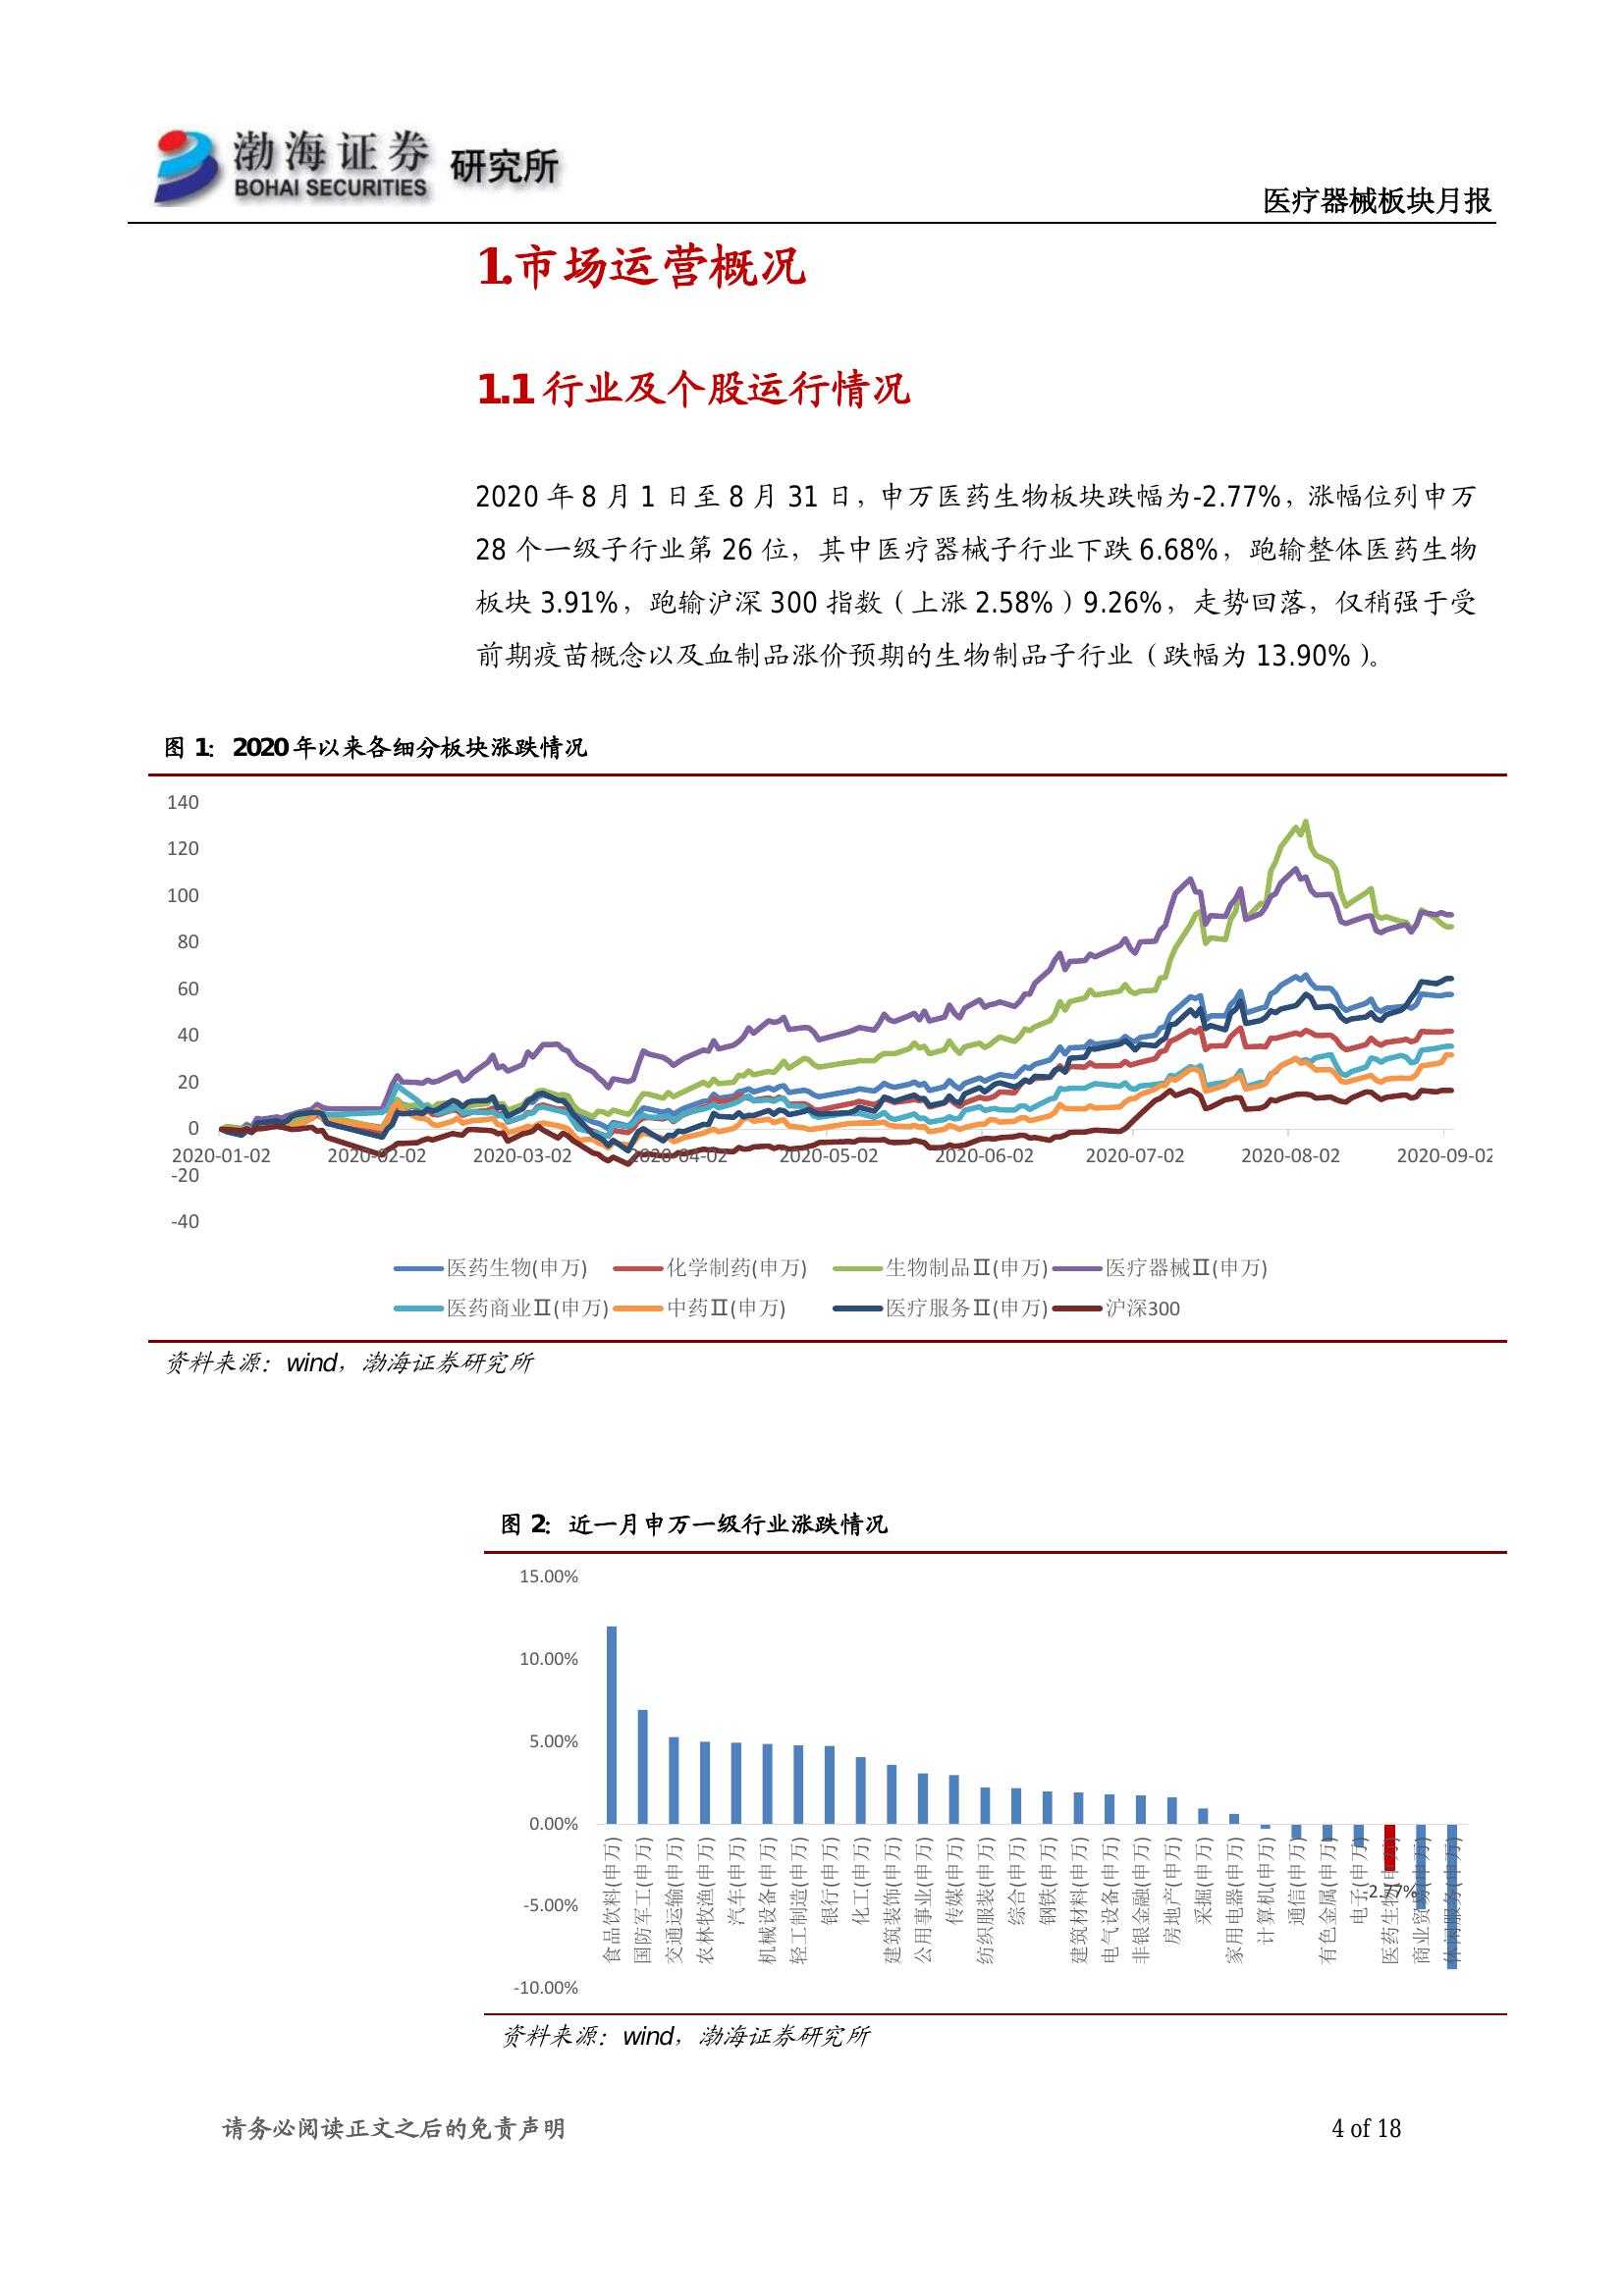 渤海证券 研究所
BOHAI SECURITIES
医疗器械板块月报
1.市场运营概况
1.1 行业及个股运行情况
2020 年 8 月 1 日至 8 月 31 日，申万医药生物板块跌幅为-2.77%，涨幅位列申万
28 个一级子行业第 26 位，其中医疗器械子行业下跌 6.68%，跑输整体医药生物
板块 3.91%，跑输沪深 300 指数（上涨 2.58%）9.26%，走势回落，仅稍强于受
前期疫苗概念以及血制品涨价预期的生物制品子行业（跌幅为 13.90%）。
图 1：2020 年以来各细分板块涨跌情况
140
120
100
80
60
40
20
0
-20
-40
2020-01-02 2020-02-02 2020-03-02 2020-04-02 2020-05-02 2020-06-02 2020-07-02 2020-08-02 2020-09-02
医药生物(申万) 化学制药(申万) 生物制品Ⅱ(申万) 医疗器械Ⅱ(申万)
医药商业Ⅱ(申万) 中药Ⅱ(申万) 医疗服务Ⅱ(申万) 沪深300
资料来源：wind，渤海证券研究所
图 2：近一月申万一级行业涨跌情况
15.00%
10.00%
5.00%
0.00%
-5.00%
-10.00%
食品饮料(申万)
国防军工(申万)
交通运输(申万)
农林牧渔(申万)
汽车(申万)
机械设备(申万)
轻工制造(申万)
银行(申万)
化工(申万)
建筑装饰(申万)
公用事业(申万)
传媒(申万)
纺织服装(申万)
综合(申万)
钢铁(申万)
建筑材料(申万)
电气设备(申万)
非银金融(申万)
房地产(申万)
采掘(申万)
家用电器(申万)
计算机(申万)
通信(申万)
有色金属(申万)
电子(申万)
医药生物(申万)
商业贸易(申万)
休闲服务(申万)
-2.77%
资料来源：wind，渤海证券研究所
请务必阅读正文之后的免责声明
4 of 18